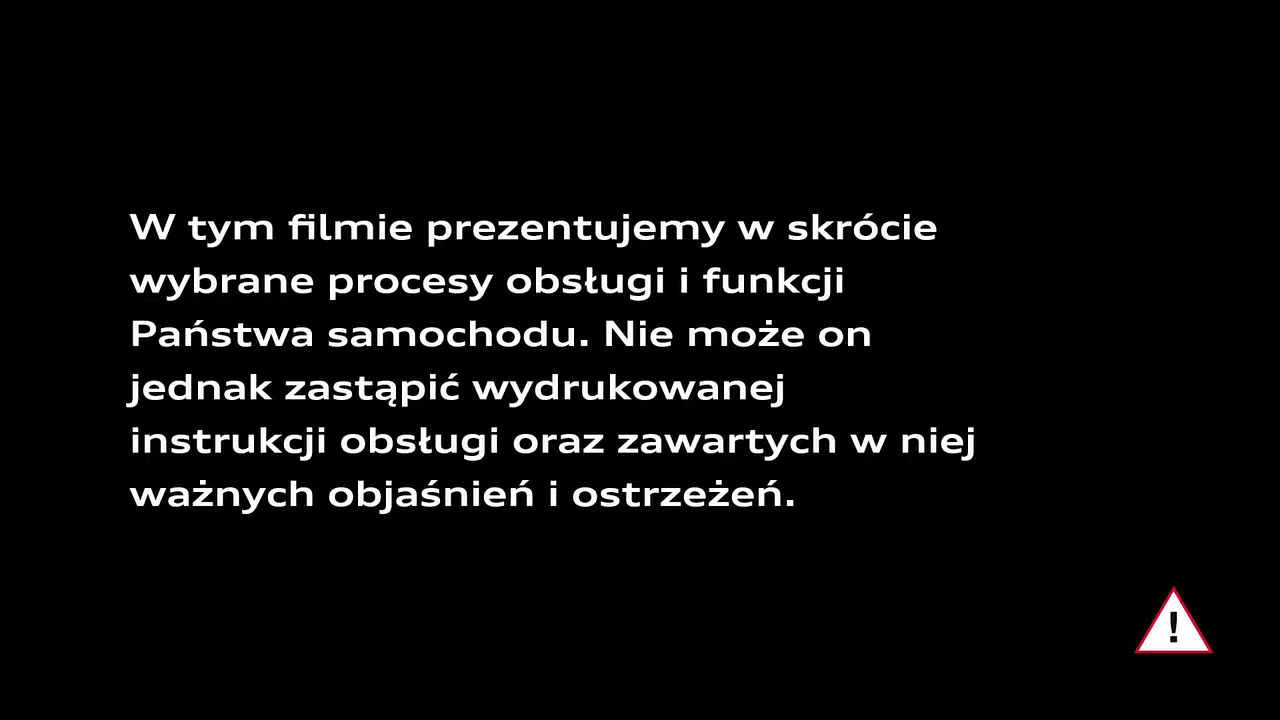 W tym filmie prezentujemy w skrócie
wybrane procesy obsługi i funkcji
Państwa samochodu. Nie może on
jednak zastąpić wydrukowanej
instrukcji obsługi oraz zawartych w niej
ważnych objaśnień i ostrzeżeń.
!